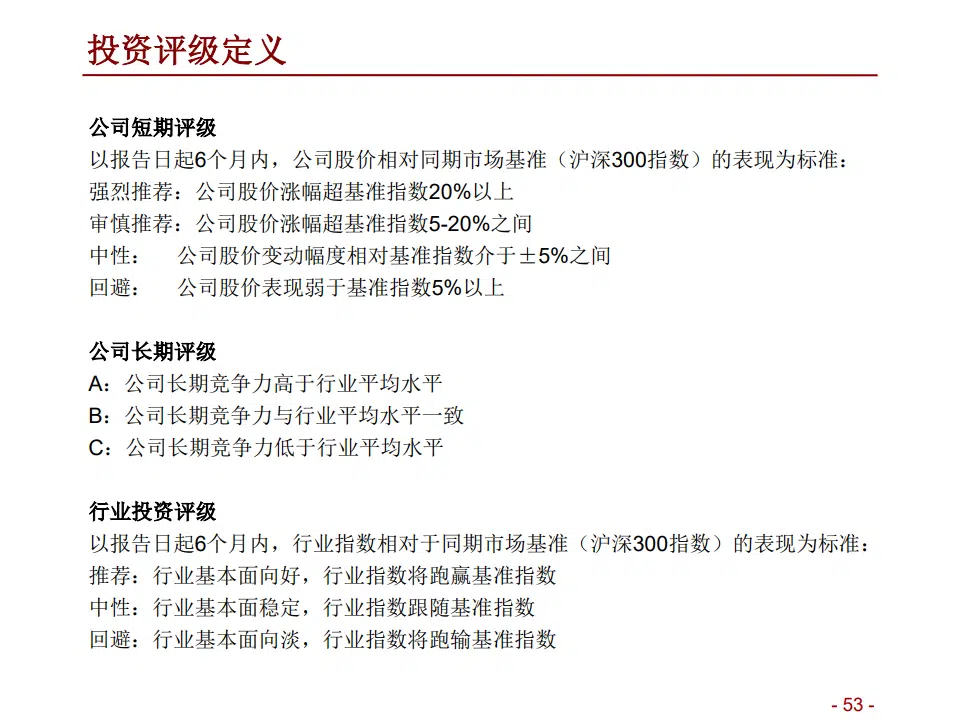 投资评级定义
公司短期评级
以报告日起6个月内，公司股价相对同期市场基准（沪深300指数）的表现为标准：
强烈推荐：公司股价涨幅超基准指数20%以上
审慎推荐：公司股价涨幅超基准指数5-20%之间
中性： 公司股价变动幅度相对基准指数介于±5%之间
回避： 公司股价表现弱于基准指数5%以上
公司长期评级
A：公司长期竞争力高于行业平均水平
B：公司长期竞争力与行业平均水平一致
C：公司长期竞争力低于行业平均水平
行业投资评级
以报告日起6个月内，行业指数相对于同期市场基准（沪深300指数）的表现为标准：
推荐：行业基本面向好，行业指数将跑赢基准指数
中性：行业基本面稳定，行业指数跟随基准指数
回避：行业基本面向淡，行业指数将跑输基准指数
- 53 -